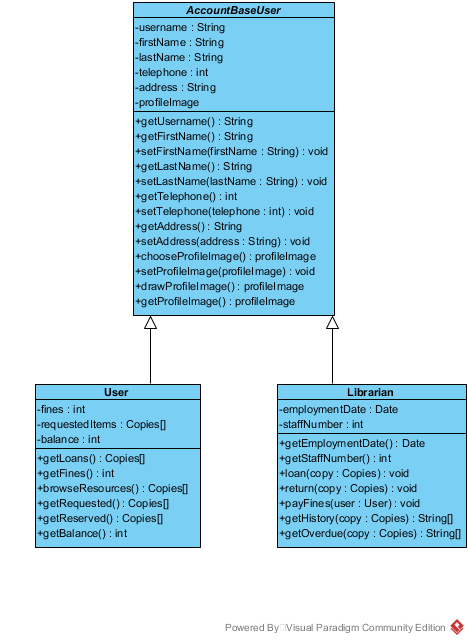 AccountBaseUser
-username : String
-firstName : String
-lastName : String
-telephone : int
-address : String
-profileImage
+getUsername() : String
+getFirstName() : String
+setFirstName(firstName : String) : void
+getLastName() : String
+setLastName(lastName : String) : void
+getTelephone() : int
+setTelephone(telephone : int) : void
+getAddress() : String
+setAddress(address : String) : void
+chooseProfileImage() : profileImage
+setProfileImage(profileImage) : void
+drawProfileImage() : profileImage
+getProfileImage() : profileImage
User
-fines : int
-requestedItems : Copies[]
-balance : int
+getLoans() : Copies[]
+getFines() : int
+browseResources() : Copies[]
+getRequested() : Copies[]
+getReserved() : Copies[]
+getBalance() : int
Librarian
-employmentDate : Date
-staffNumber : int
+getEmploymentDate() : Date
+getStaffNumber() : int
+loan(copy : Copies) : void
+return(copy : Copies) : void
+payFines(user : User) : void
+getHistory(copy : Copies) : String[]
+getOverdue(copy : Copies) : String[]
Powered By Visual Paradigm Community Edition